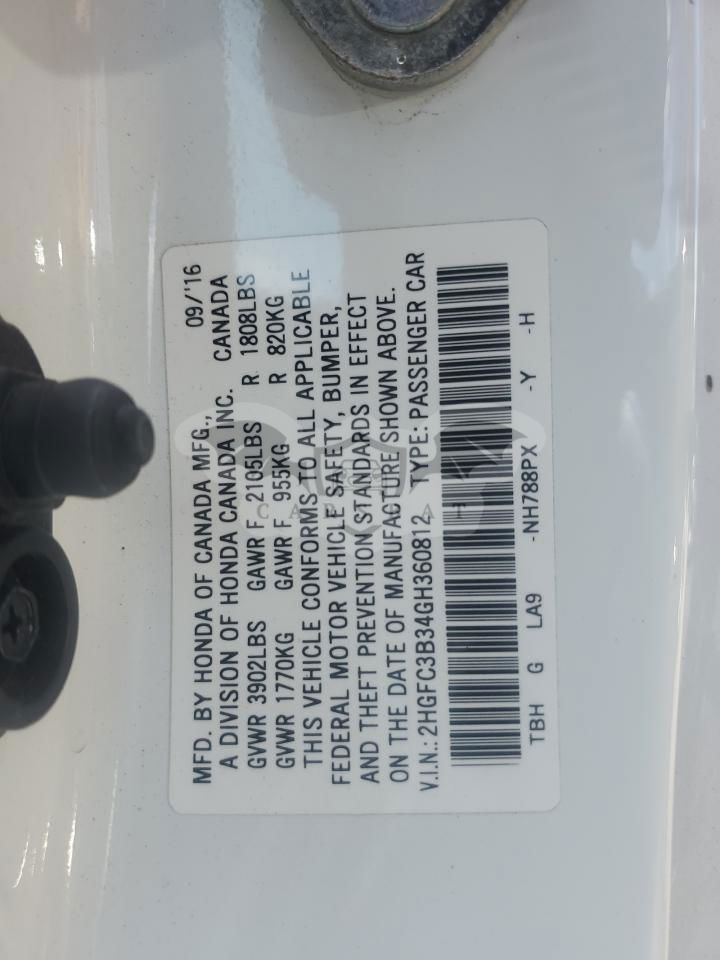 MFD. BY HONDA OF CANADA MFG., 09/'16
A DIVISION OF HONDA CANADA INC. CANADA
GVWR 3902LBS GAWR F 2105LBS R 1808LBS
GVWR 1770KG GAWR F 955KG R 820KG
THIS VEHICLE CONFORMS TO ALL APPLICABLE
FEDERAL MOTOR VEHICLE SAFETY, BUMPER,
AND THEFT PREVENTION STANDARDS IN EFFECT
ON THE DATE OF MANUFACTURE SHOWN ABOVE.
V.I.N.: 2HGFC3B34GH360812 TYPE: PASSENGER CAR
TBH G LA9 -NH788PX -Y -H